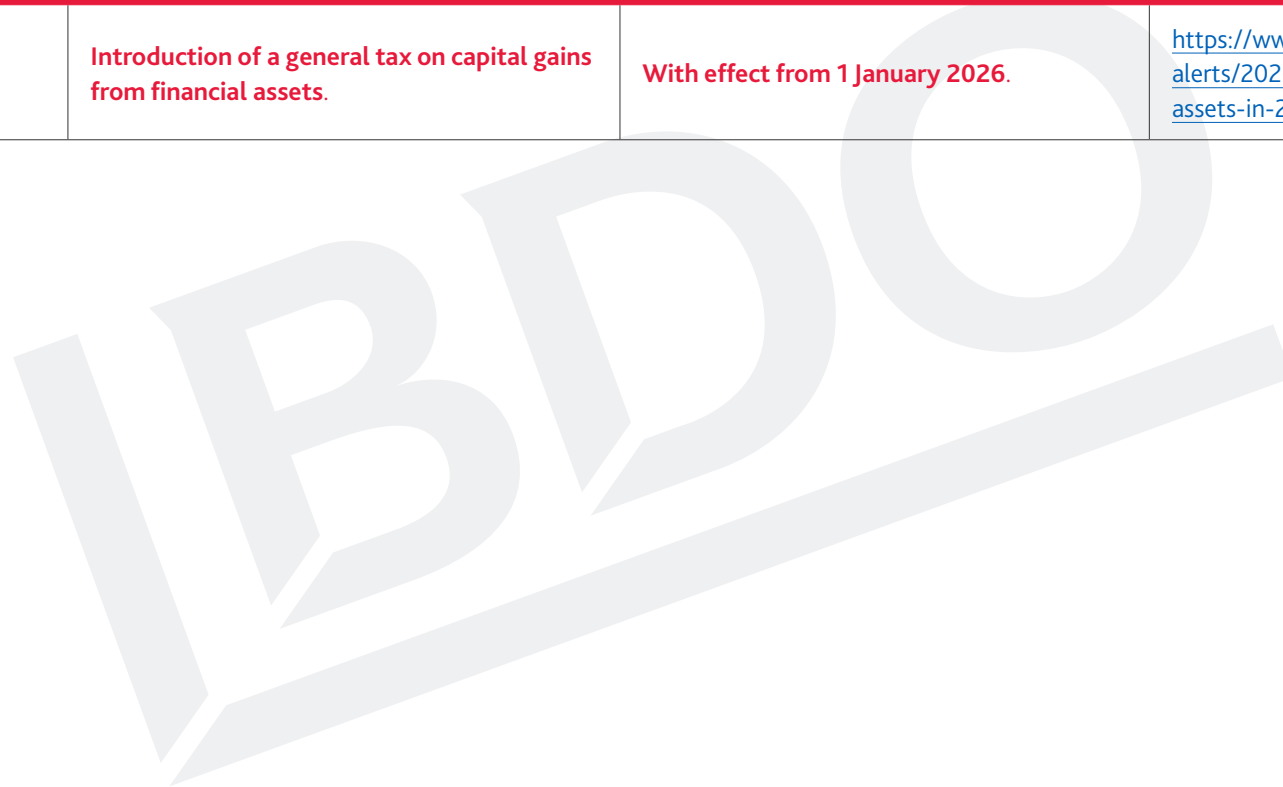 Introduction of a general tax on capital gains
from financial assets.
With effect from 1 January 2026.
https://ww
alerts/202
assets-in-2
BDO